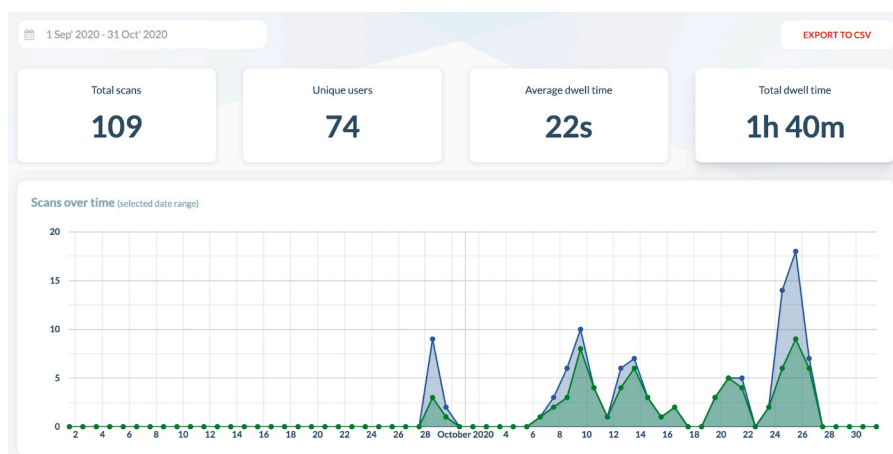 1 Sep' 2020 - 31 Oct' 2020
EXPORT TO CSV
Total scans
Unique users
Average dwell time
Total dwell time
109
74
22s
1h 40m
Scans over time (selected date range)
20
15
10
5
0
2 4 6 8 10 12 14 16 18 20 22 24 26 28 October 2020 4 6 8 10 12 14 16 18 20 22 24 26 28 30